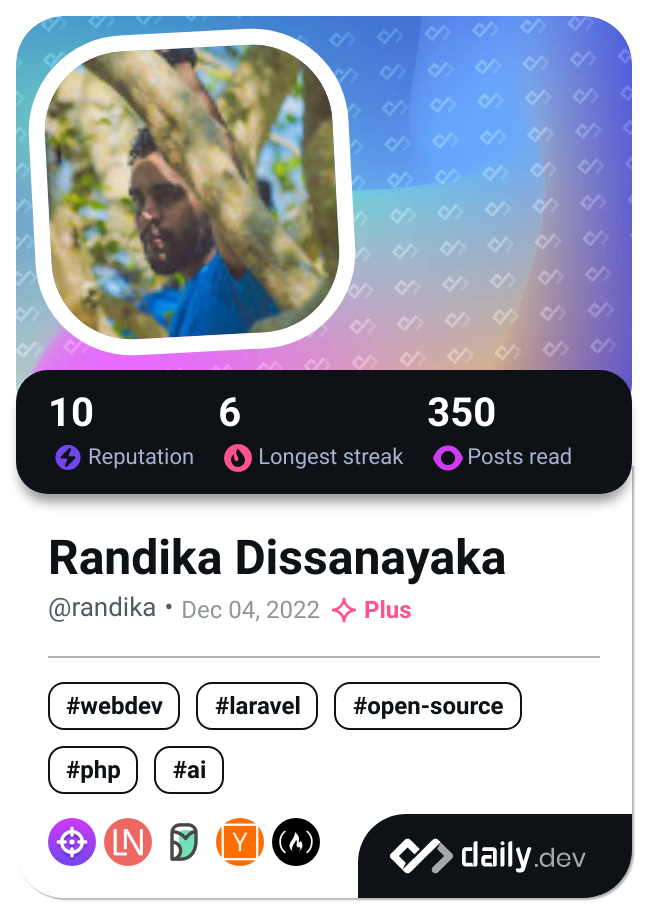 10 6 350
Reputation Longest streak Posts read
Randika Dissanayaka
@randika • Dec 04, 2022 Plus
#webdev #laravel #open-source
#php #ai
LN Y
daily.dev